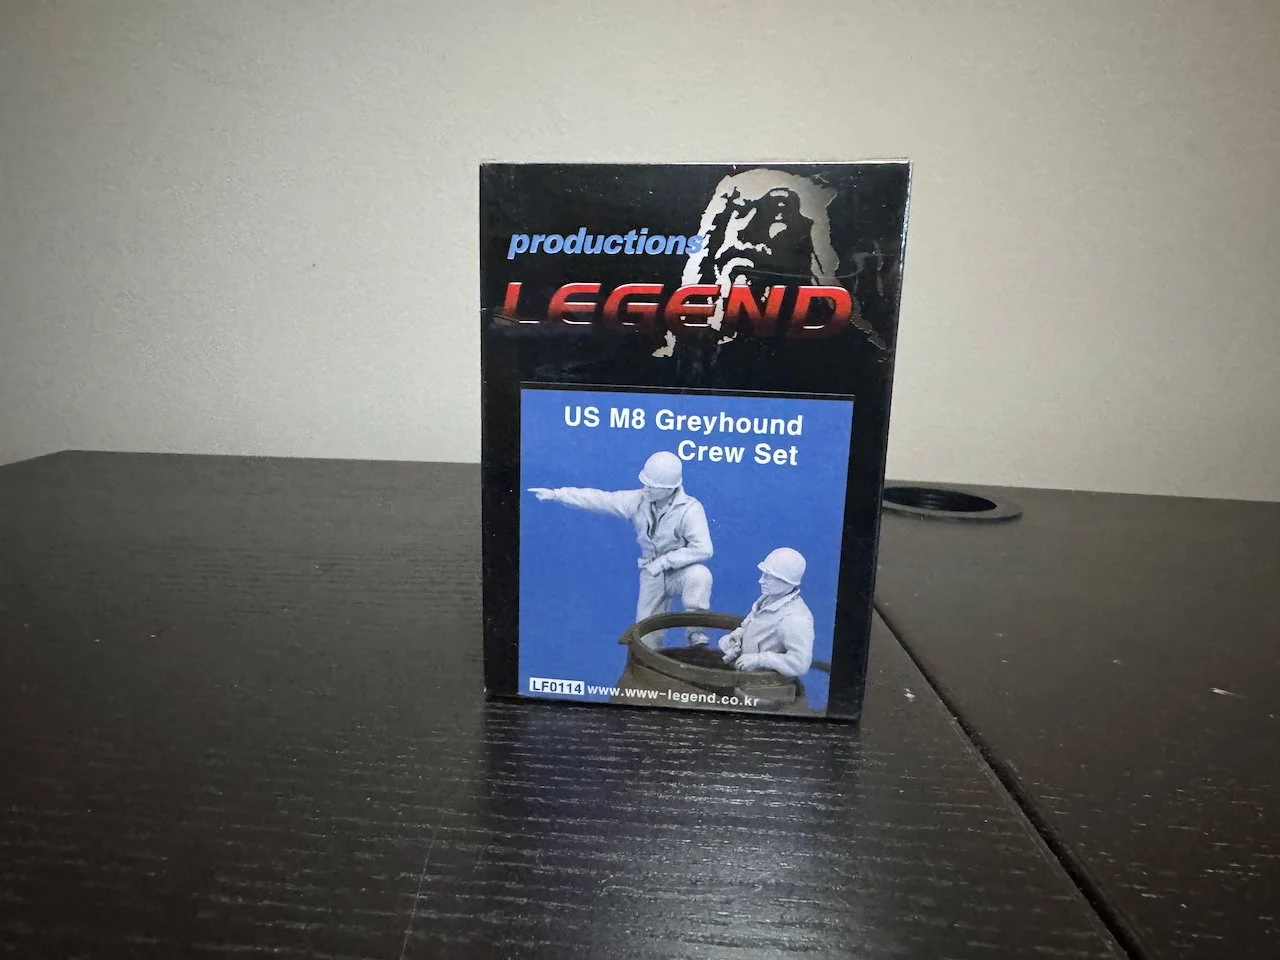 productions
LEGEND
US M8 Greyhound
Crew Set
LF0114 www.www-legend.co.kr